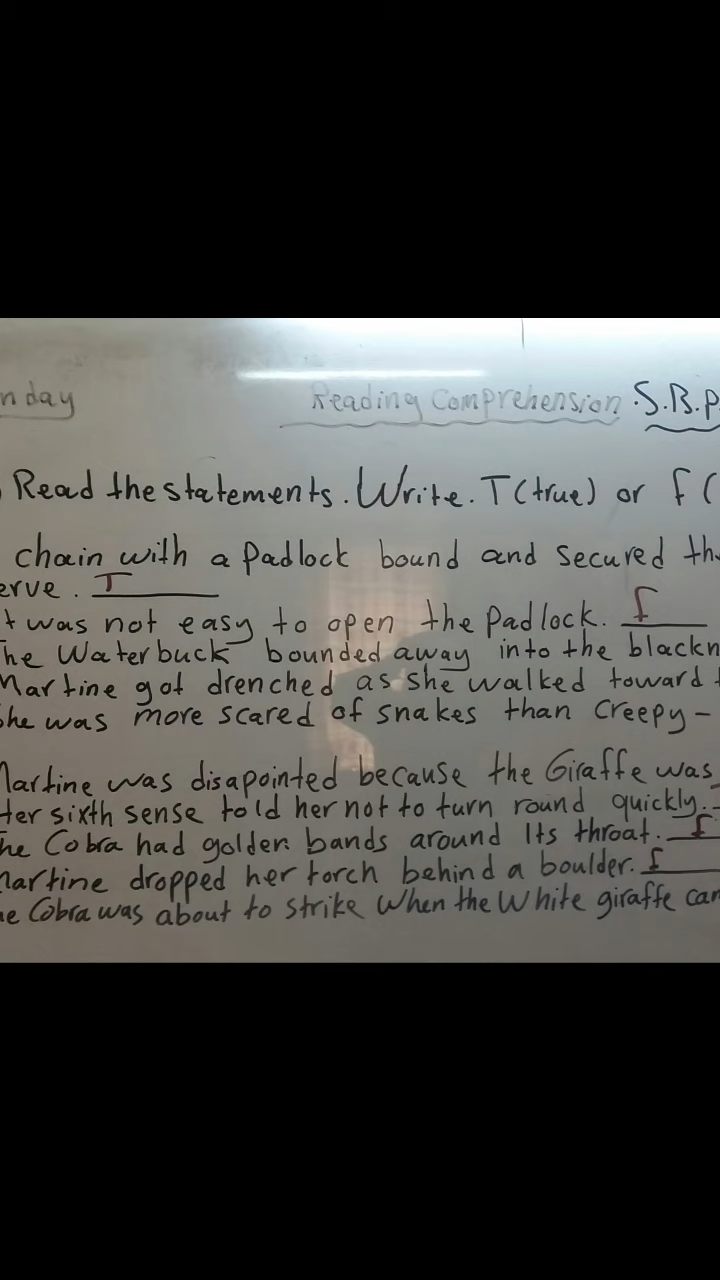 nday Reading Comprehension. S.B.p.
Read the statements. Write. T(true) or f(
chain with a Padlock bound and secured the
erve. T
t was not easy to open the Padlock. f
he Waterbuck bounded away into the blackn
Martine got drenched as she walked toward t
he was more scared of snakes than Creepy-
Martine was disapointed because the Giraffe was
ter sixth sense told her not to turn round quickly.
he Cobra had golden bands around Its throat. f
Martine dropped her torch behind a boulder. f
he Cobra was about to strike When the White giraffe cam